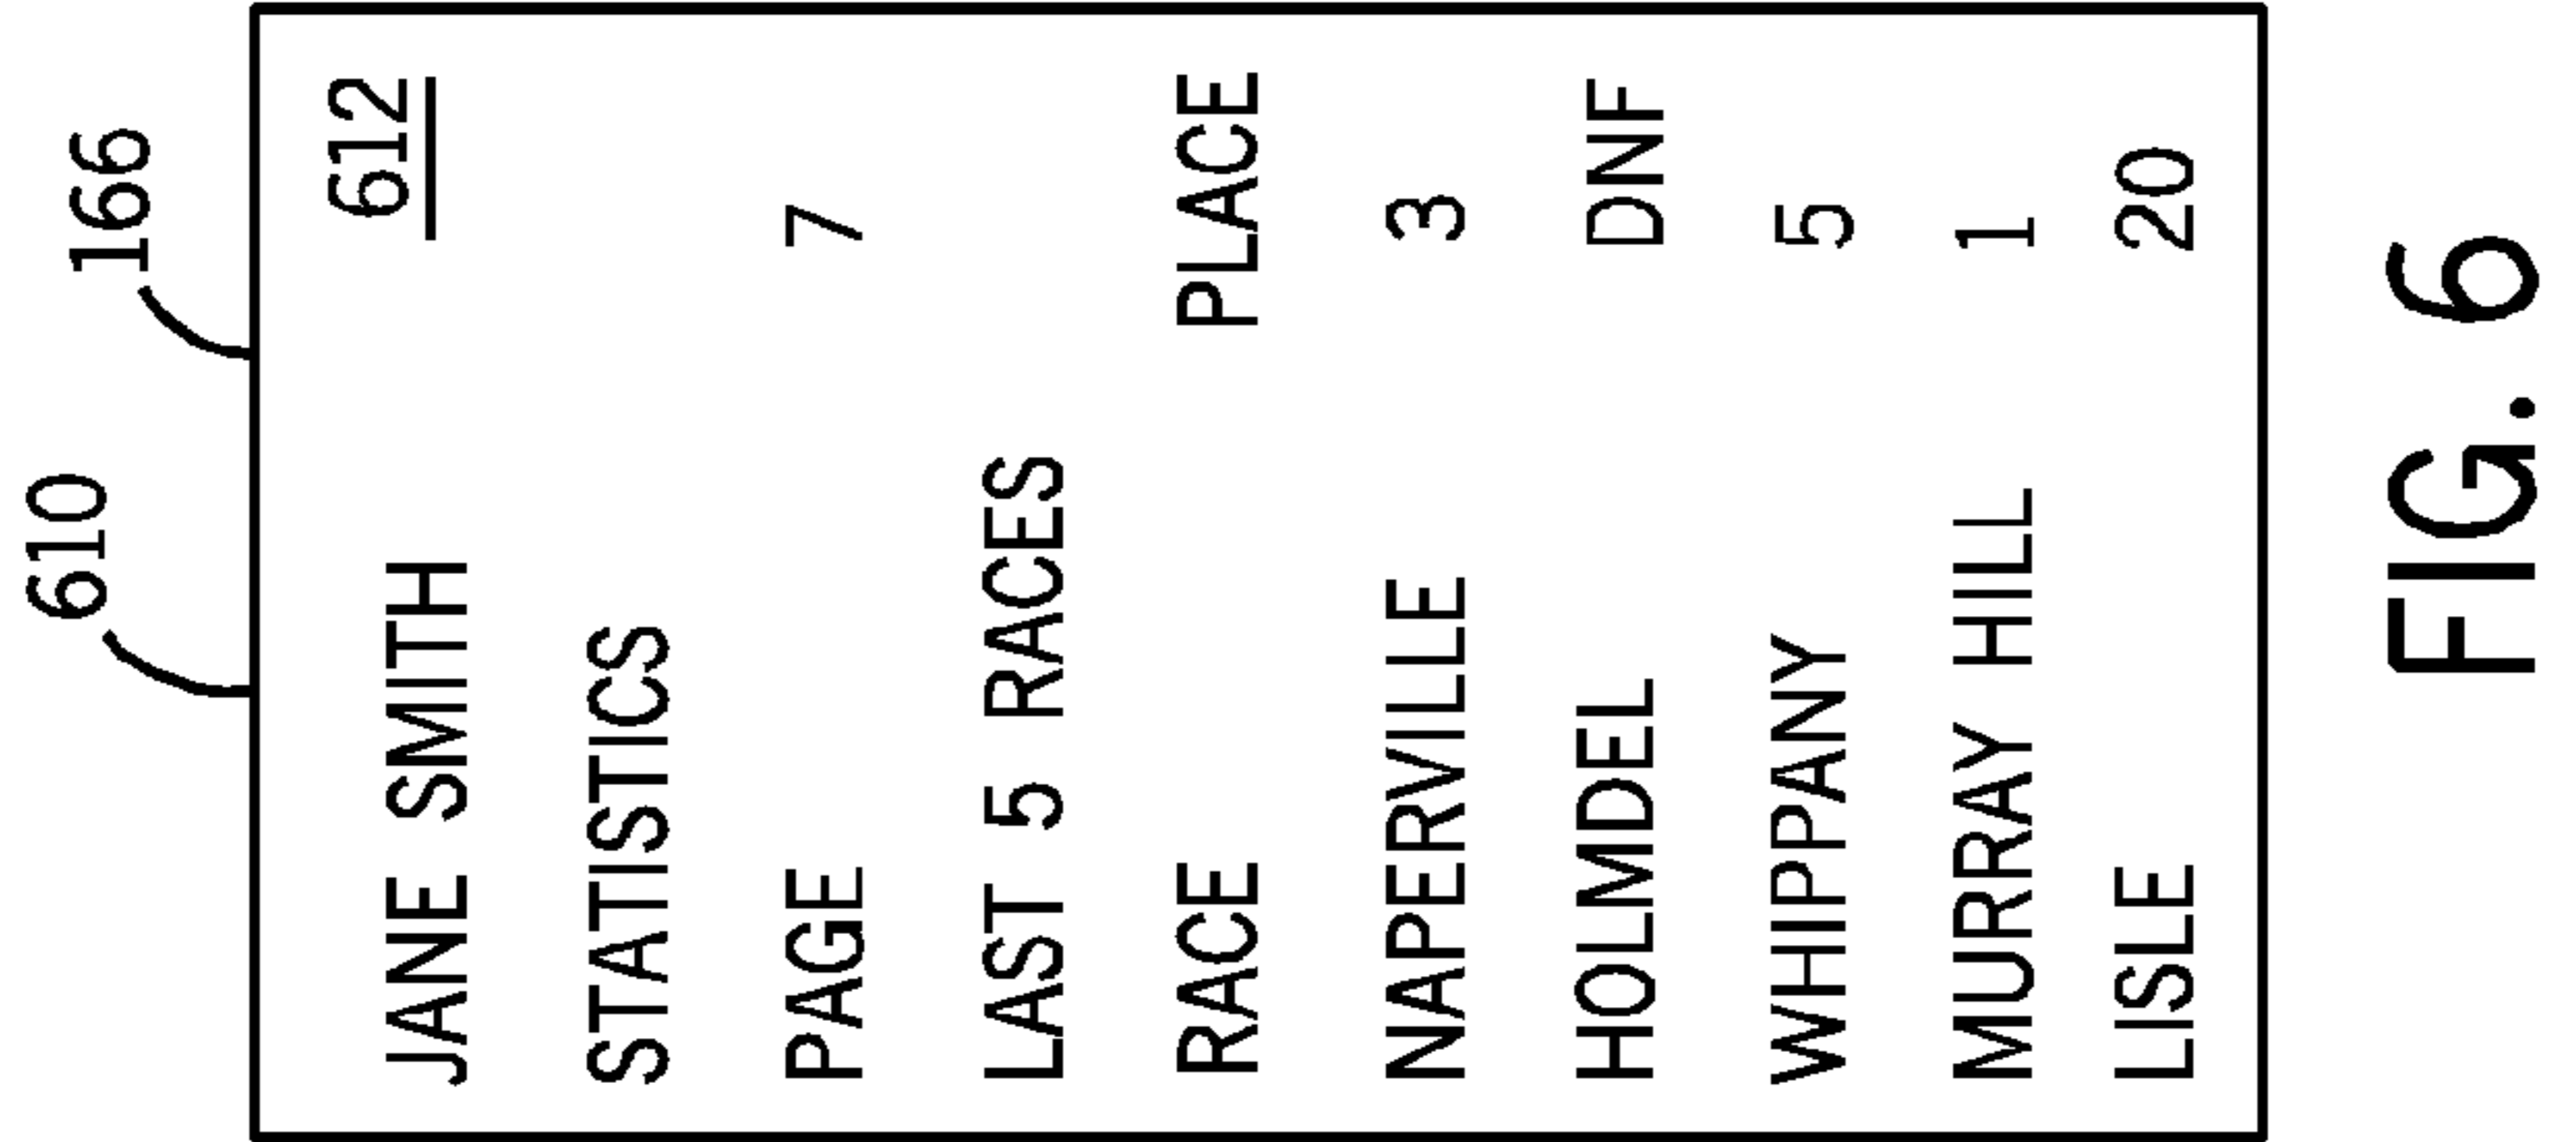 610
166
612
JANE SMITH
STATISTICS
PAGE 7
LAST 5 RACES
RACE PLACE
NAPERVILLE 3
HOLMDEL DNF
WHIPPANY 5
MURRAY HILL 1
LISLE 20
FIG. 6